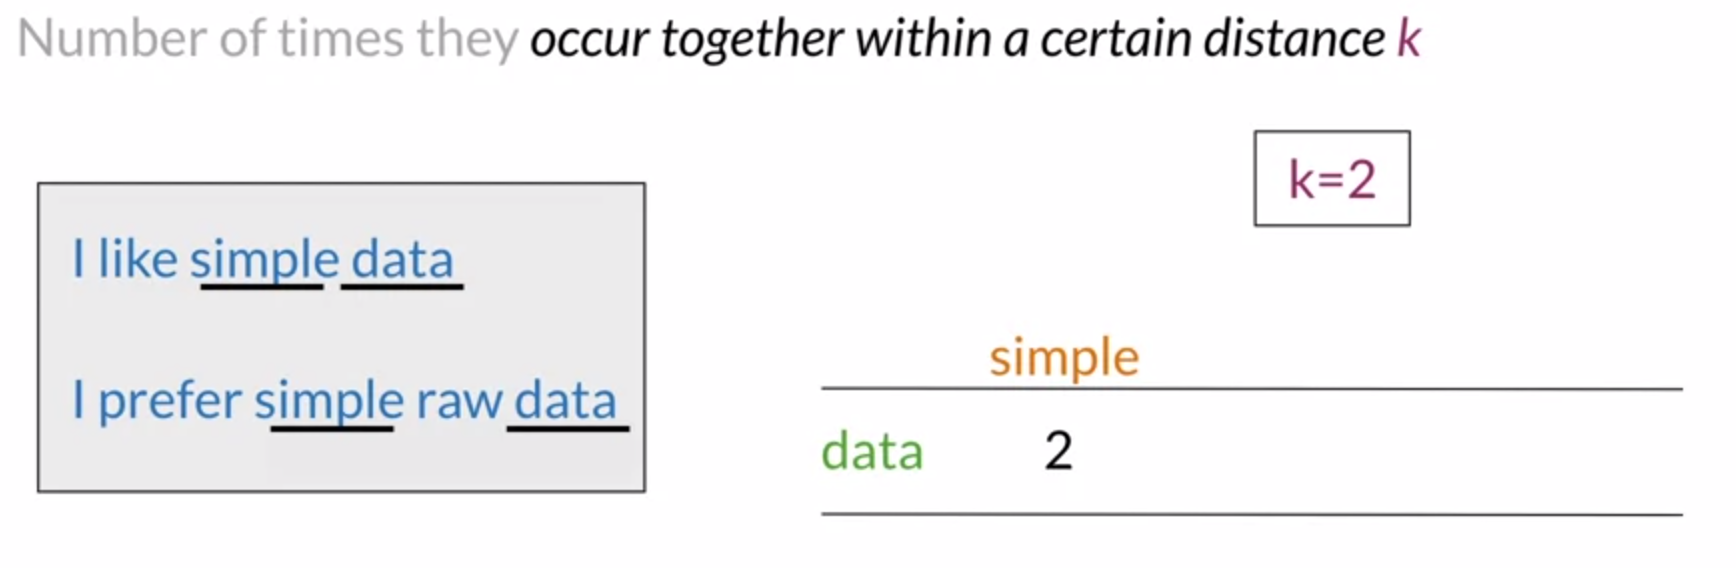 Number of times they occur together within a certain distance k
k=2
I like simple data
I prefer simple raw data
simple
data 2